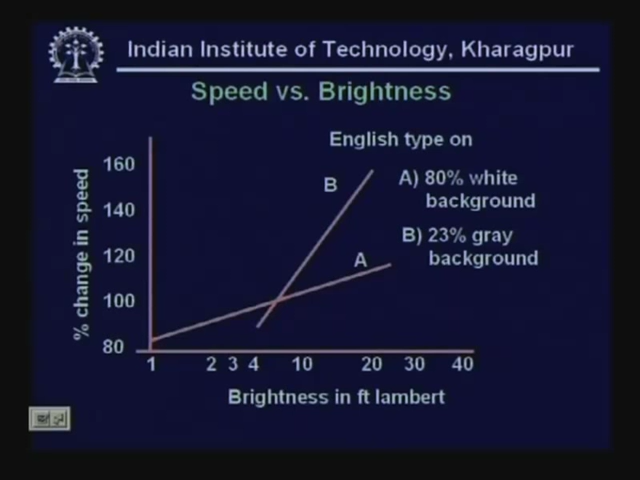 Indian Institute of Technology, Kharagpur
Speed vs. Brightness
English type on
A) 80% white
background
B) 23% gray
background
B
A
% change in speed
160
140
120
100
80
1 2 3 4 10 20 30 40
Brightness in ft lambert